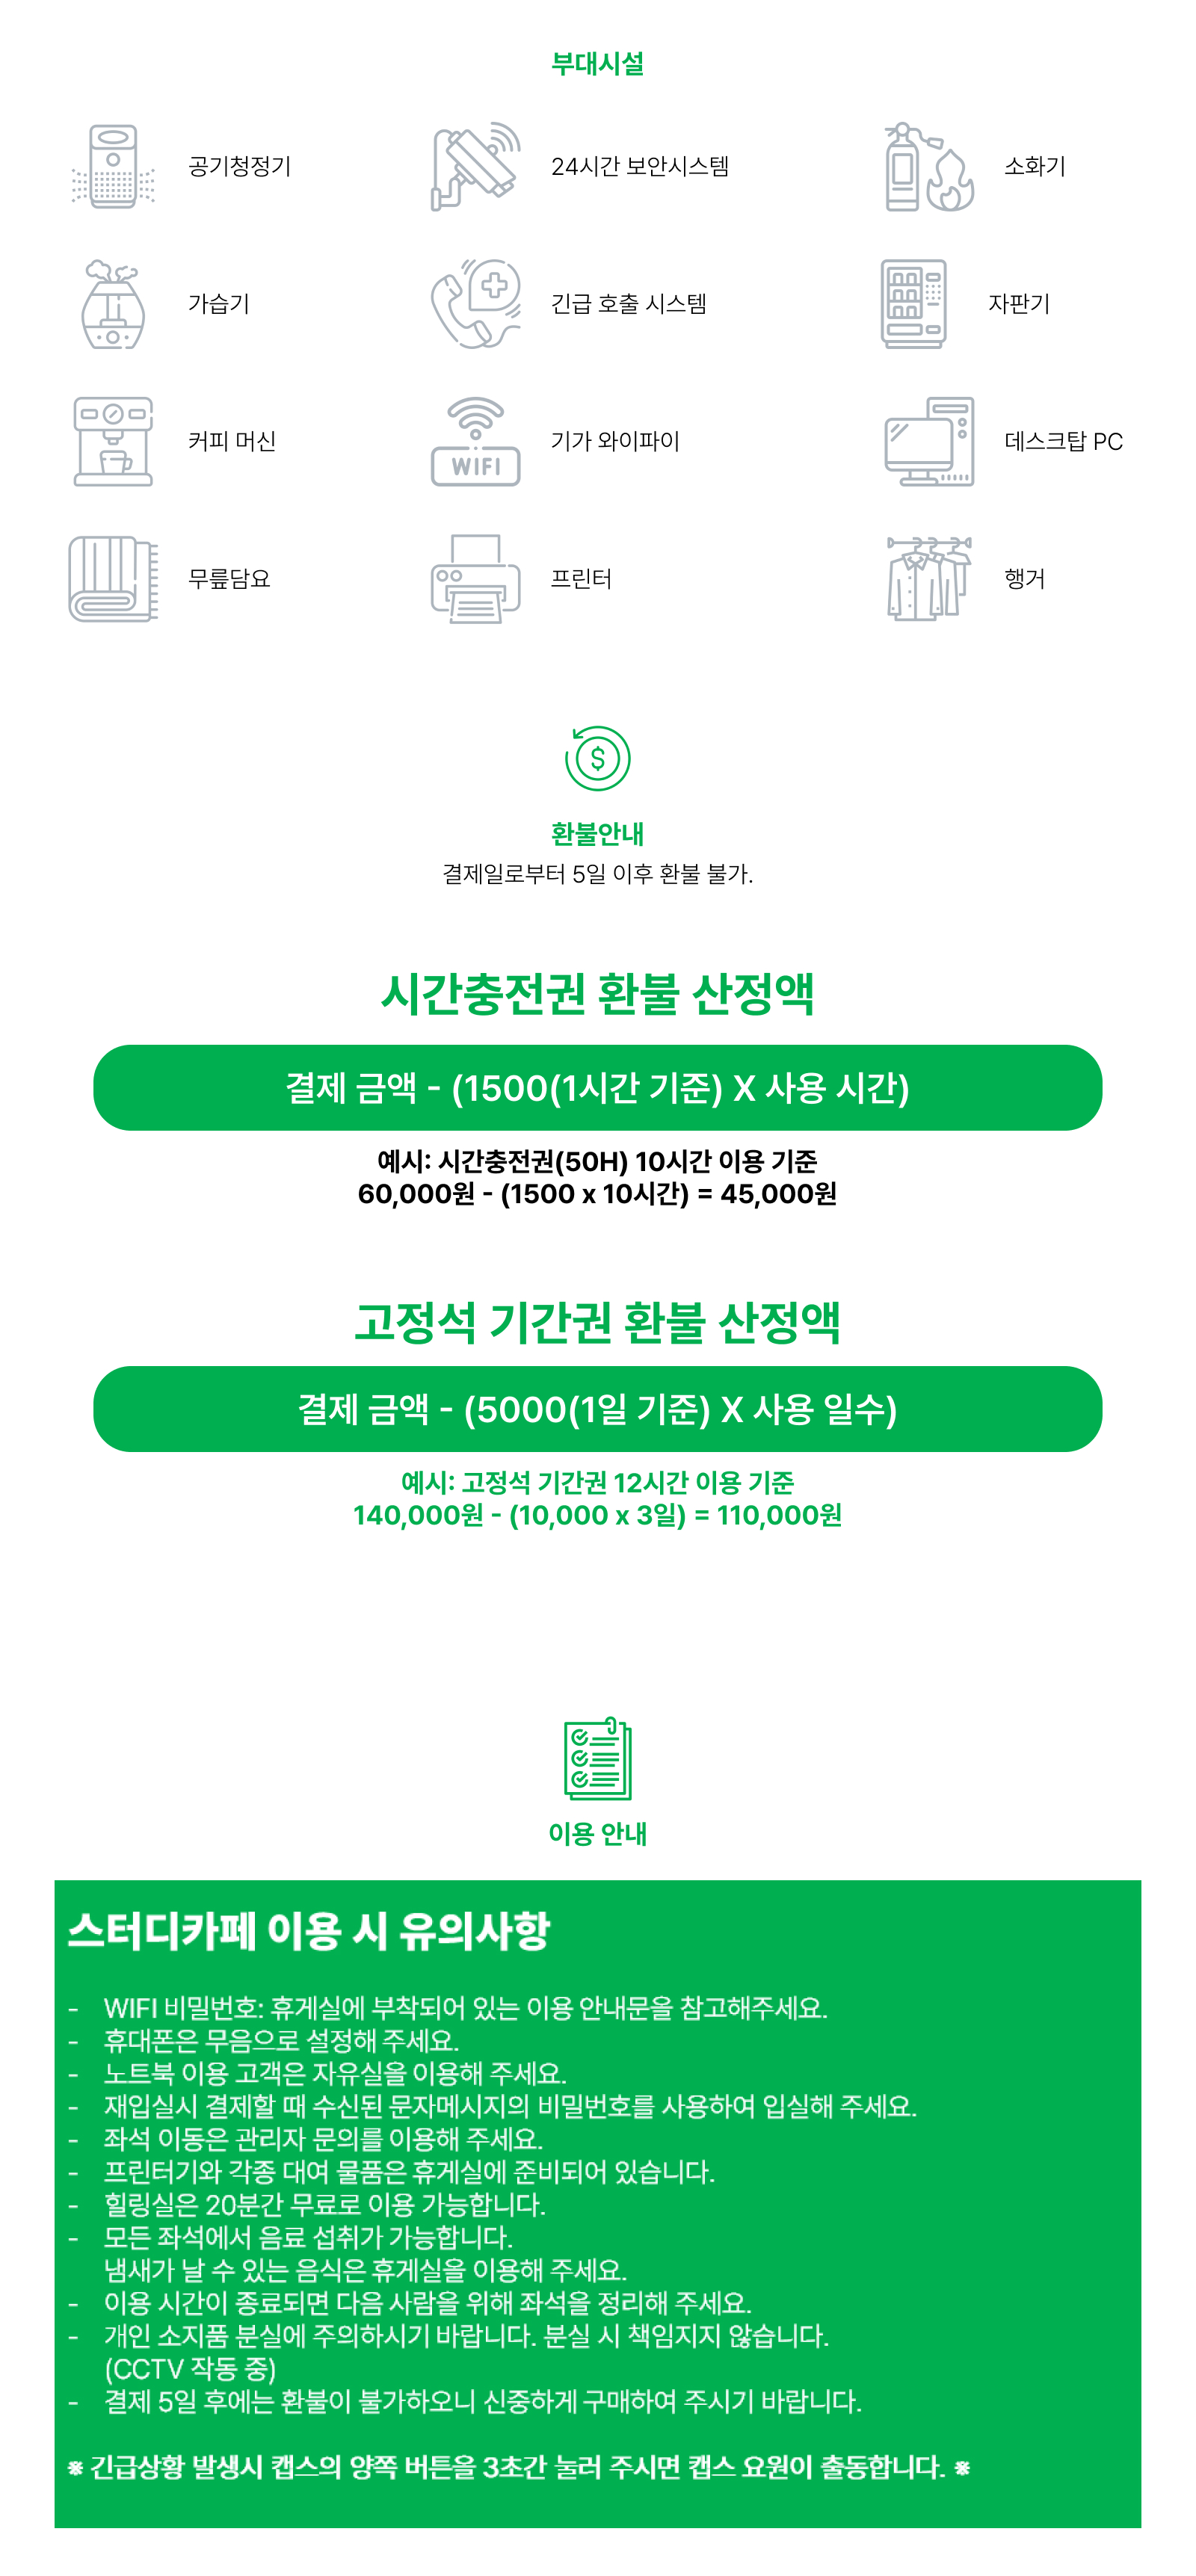 부대시설
공기청정기
24시간 보안시스템
소화기
가습기
긴급 호출 시스템
자판기
커피 머신
WIFI
기가 와이파이
데스크탑 PC
무릎담요
프린터
행거
$
환불안내
결제일로부터 5일 이후 환불 불가.
시간충전권 환불 산정액
결제 금액 - (1500(1시간 기준) X 사용 시간)
예시: 시간충전권(50H) 10시간 이용 기준
60,000원 - (1500 x 10시간) = 45,000원
고정석 기간권 환불 산정액
결제 금액 - (5000(1일 기준) X 사용 일수)
예시: 고정석 기간권 12시간 이용 기준
140,000원 - (10,000 x 3일) = 110,000원
이용 안내
스터디카페 이용 시 유의사항
- WIFI 비밀번호: 휴게실에 부착되어 있는 이용 안내문을 참고해주세요.
- 휴대폰은 무음으로 설정해 주세요.
- 노트북 이용 고객은 자유실을 이용해 주세요.
- 재입실시 결제할 때 수신된 문자메시지의 비밀번호를 사용하여 입실해 주세요.
- 좌석 이동은 관리자 문의를 이용해 주세요.
- 프린터기와 각종 대여 물품은 휴게실에 준비되어 있습니다.
- 힐링실은 20분간 무료로 이용 가능합니다.
- 모든 좌석에서 음료 섭취가 가능합니다.
냄새가 날 수 있는 음식은 휴게실을 이용해 주세요.
- 이용 시간이 종료되면 다음 사람을 위해 좌석을 정리해 주세요.
- 개인 소지품 분실에 주의하시기 바랍니다. 분실 시 책임지지 않습니다.
(CCTV 작동 중)
- 결제 5일 후에는 환불이 불가하오니 신중하게 구매하여 주시기 바랍니다.
※ 긴급상황 발생시 캡스의 양쪽 버튼을 3초간 눌러 주시면 캡스 요원이 출동합니다. ※